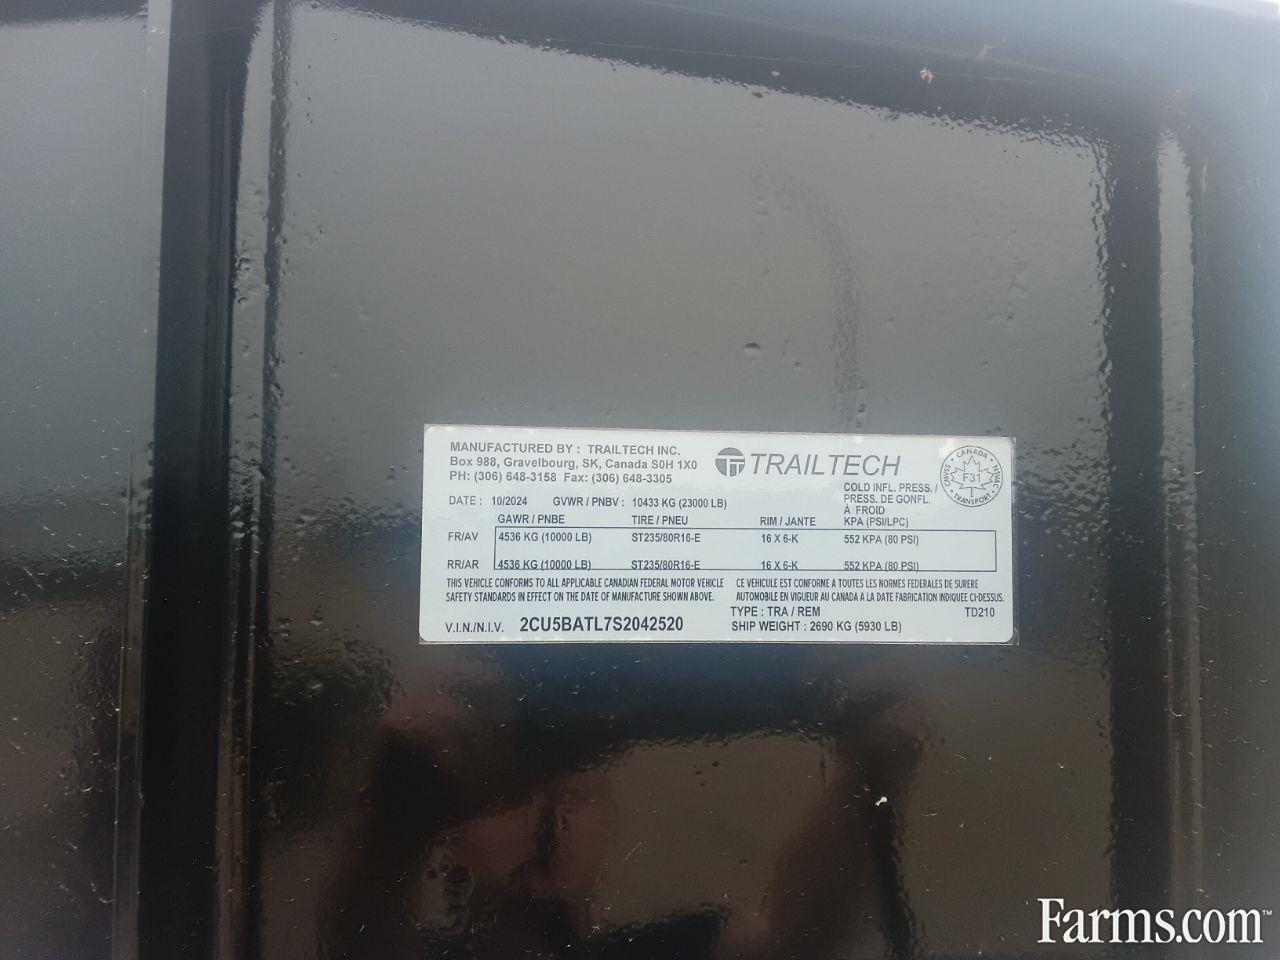 MANUFACTURED BY : TRAILTECH INC.
Box 988, Gravelbourg, SK, Canada S0H 1X0
PH: (306) 648-3158 Fax: (306) 648-3305
TRAILTECH
CANADA
F31
TRANSPORT
CMVSS
NSVAC
DATE : 10/2024 GVWR / PNBV : 10433 KG (23000 LB)
COLD INFL. PRESS. /
PRESS. DE GONFL.
À FROID
GAWR / PNBE TIRE / PNEU RIM / JANTE KPA (PSI/LPC)
FR/AV 4536 KG (10000 LB) ST235/80R16-E 16 X 6-K 552 KPA (80 PSI)
RR/AR 4536 KG (10000 LB) ST235/80R16-E 16 X 6-K 552 KPA (80 PSI)
THIS VEHICLE CONFORMS TO ALL APPLICABLE CANADIAN FEDERAL MOTOR VEHICLE
SAFETY STANDARDS IN EFFECT ON THE DATE OF MANUFACTURE SHOWN ABOVE.
CE VEHICULE EST CONFORME A TOUTES LES NORMES FEDERALES DE SURERE
AUTOMOBILE EN VIGUEUR AU CANADA A LA DATE FABRICATION INDIQUEE CI-DESSUS.
TYPE : TRA / REM TD210
V.I.N./N.I.V. 2CU5BATL7S2042520 SHIP WEIGHT : 2690 KG (5930 LB)
Farms.com™